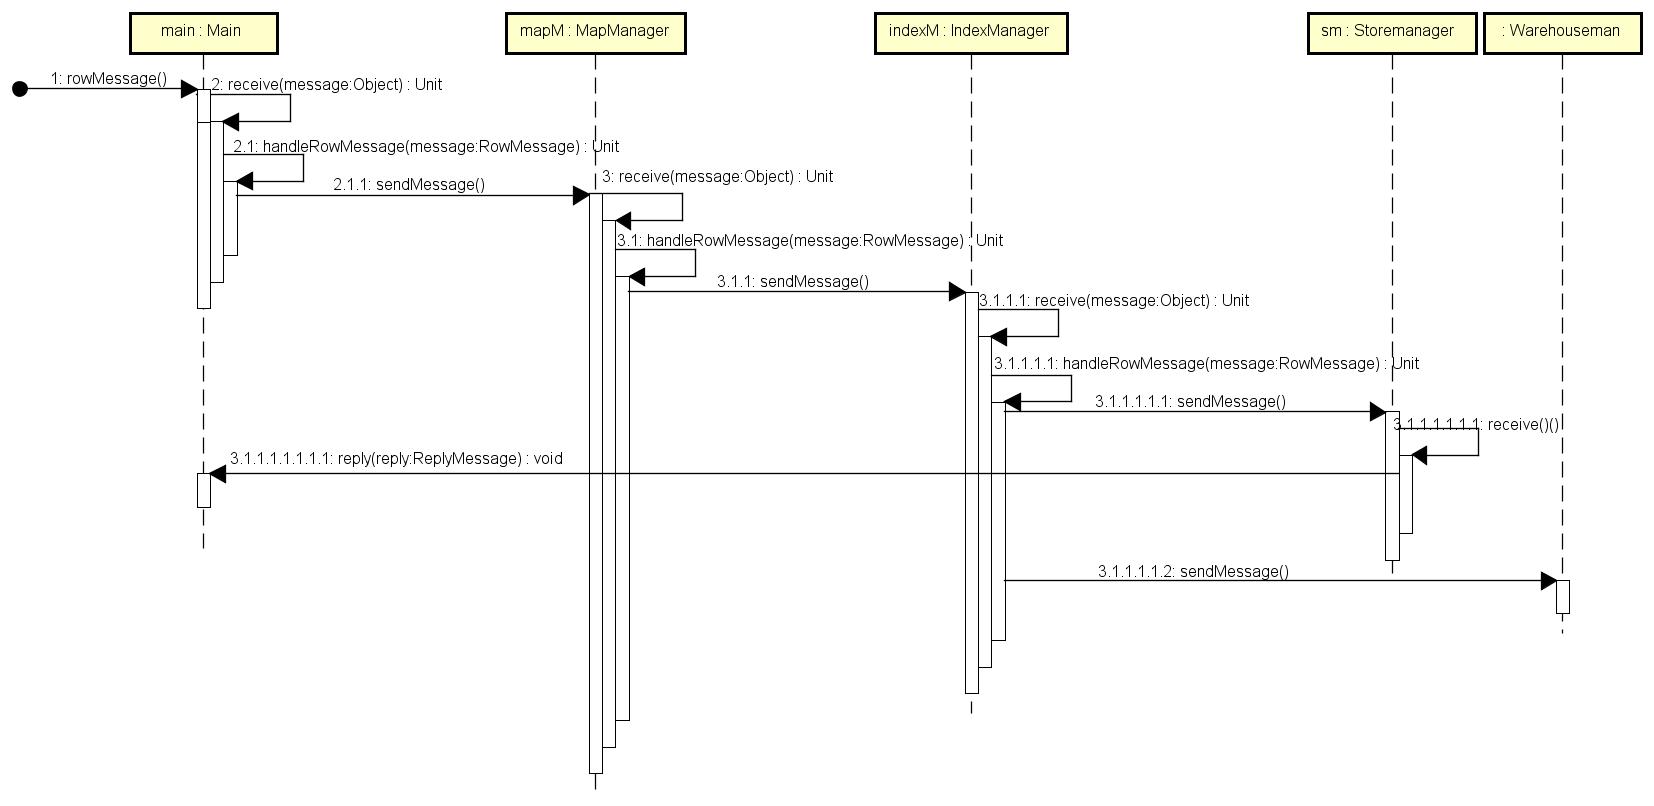 main : Main
mapM : MapManager
indexM : IndexManager
sm : Storemanager
: Warehouseman
1: rowMessage()
2: receive(message:Object) : Unit
2.1: handleRowMessage(message:RowMessage) : Unit
2.1.1: sendMessage()
3: receive(message:Object) : Unit
3.1: handleRowMessage(message:RowMessage) : Unit
3.1.1: sendMessage()
3.1.1.1: receive(message:Object) : Unit
3.1.1.1.1: handleRowMessage(message:RowMessage) : Unit
3.1.1.1.1.1: sendMessage()
3.1.1.1.1.1.1: receive()()
3.1.1.1.1.1.1.1: reply(reply:ReplyMessage) : void
3.1.1.1.1.2: sendMessage()